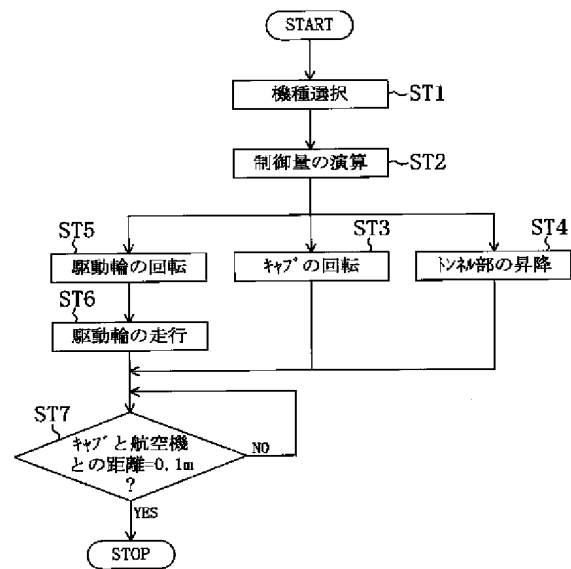 START
機種選択
ST1
制御量の演算
ST2
ST5
ST3
ST4
駆動輪の回転
ｷｬﾌﾞの回転
ﾄﾝﾈﾙ部の昇降
ST6
駆動輪の走行
ST7
ｷｬﾌﾞと航空機
との距離=0.1m
?
NO
YES
STOP